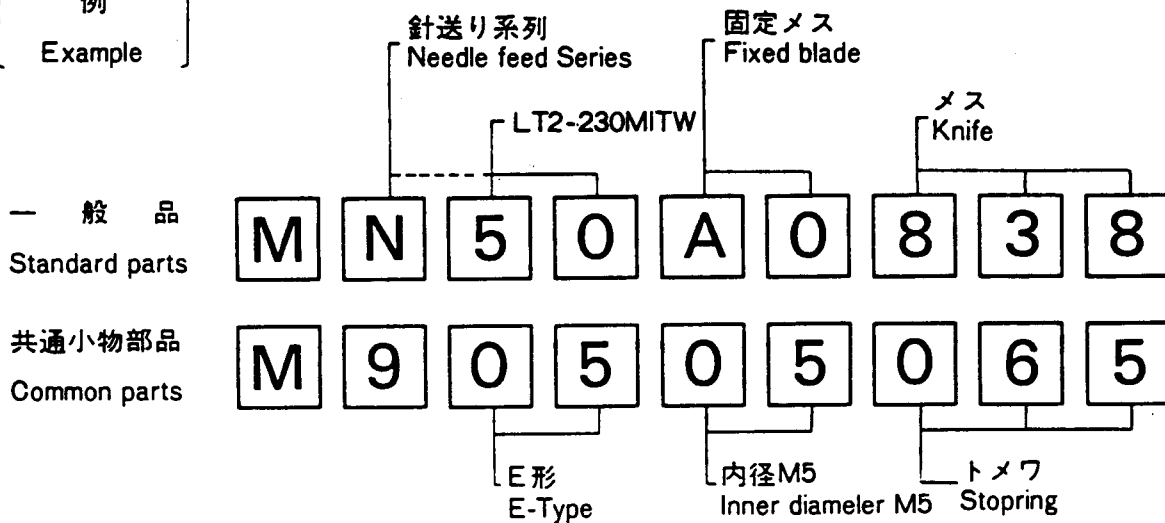 例
Example
針送り系列
Needle feed Series
固定メス
Fixed blade
LT2-230MITW
メス
Knife
一般品
Standard parts
M N 5 0 A 0 8 3 8
共通小物部品
Common parts
M 9 0 5 0 5 0 6 5
E形
E-Type
内径M5
Inner diameler M5
トメワ
Stopring